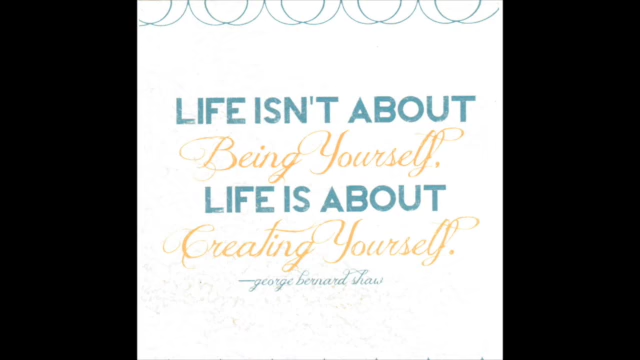 LIFE ISN'T ABOUT
Being Yourself,
LIFE IS ABOUT
Creating Yourself.
—george bernard shaw